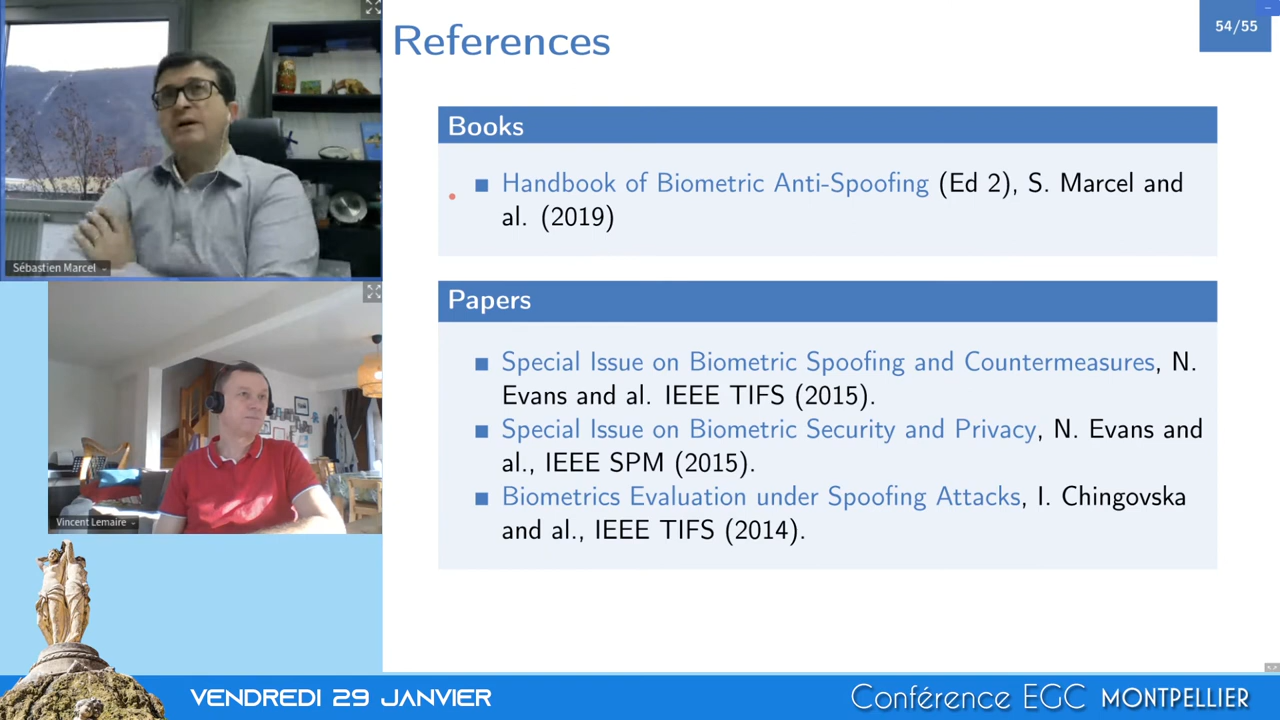 References
54/55
Books
Handbook of Biometric Anti-Spoofing (Ed 2), S. Marcel and
al. (2019)
Papers
Special Issue on Biometric Spoofing and Countermeasures, N.
Evans and al. IEEE TIFS (2015).
Special Issue on Biometric Security and Privacy, N. Evans and
al., IEEE SPM (2015).
Biometrics Evaluation under Spoofing Attacks, I. Chingovska
and al., IEEE TIFS (2014).
Sébastien Marcel
Vincent Lemaire
VENDREDI 29 JANVIER
Conférence EGC MONTPELLIER